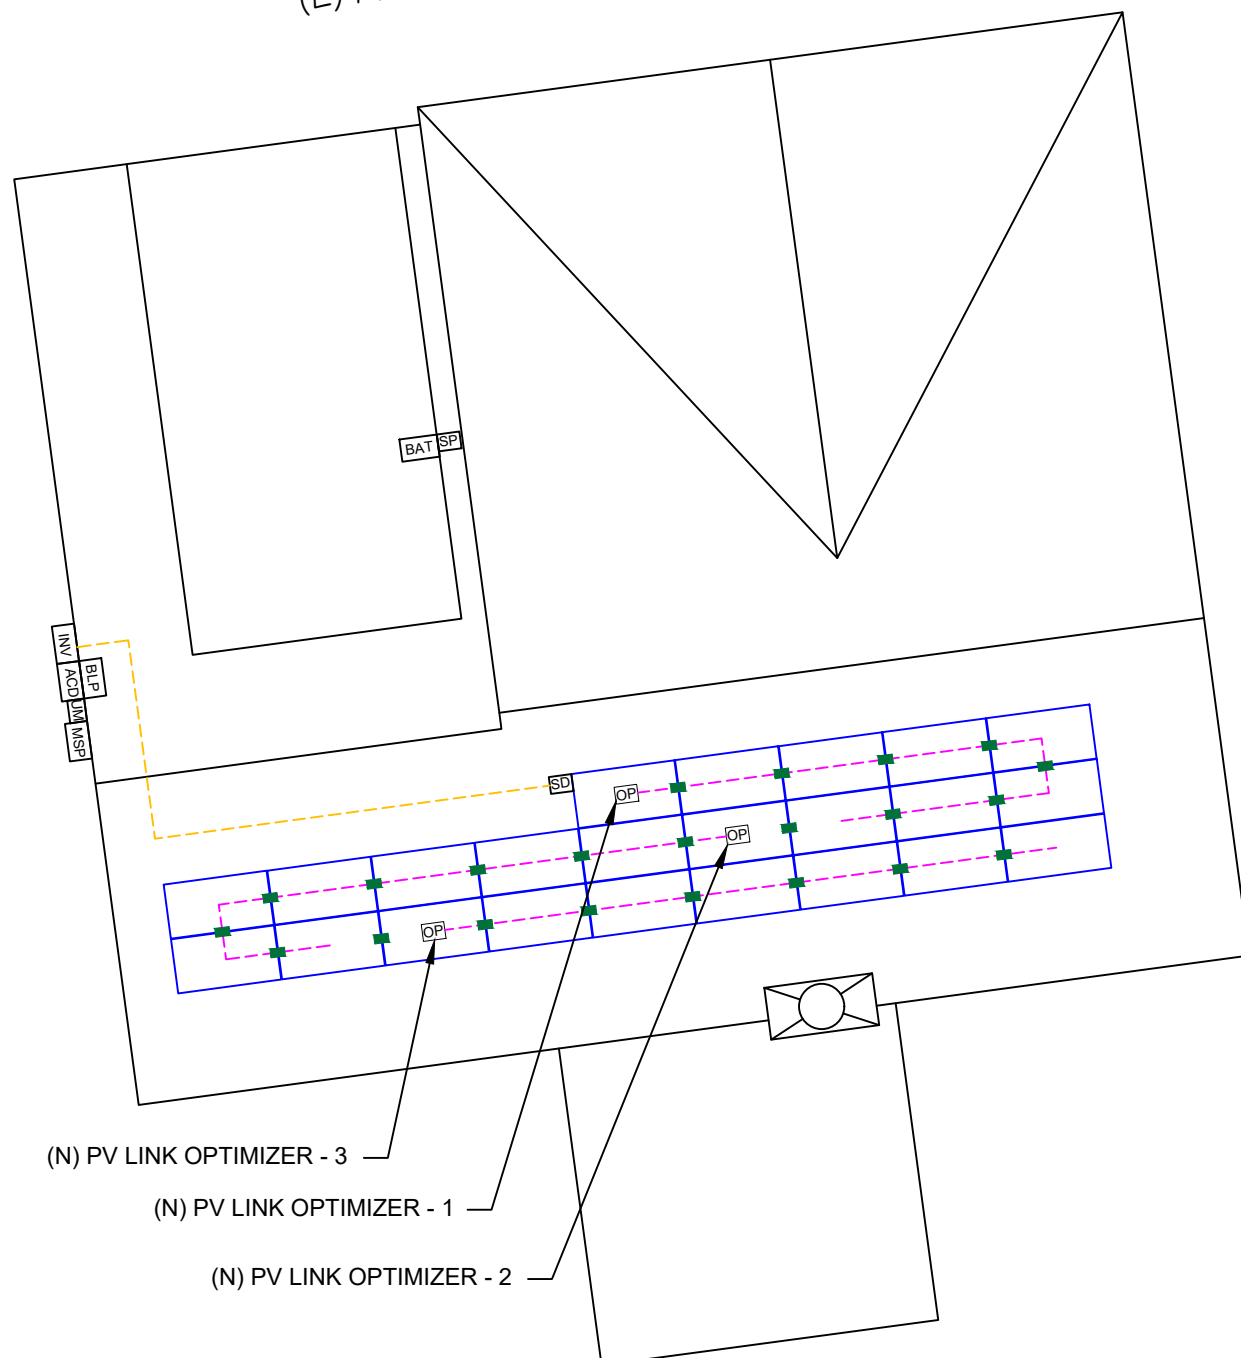 BAT
SP
INV
BLP
ACD
UM
MSP
SD
OP
OP
OP
(N) PV LINK OPTIMIZER - 3
(N) PV LINK OPTIMIZER - 1
(N) PV LINK OPTIMIZER - 2